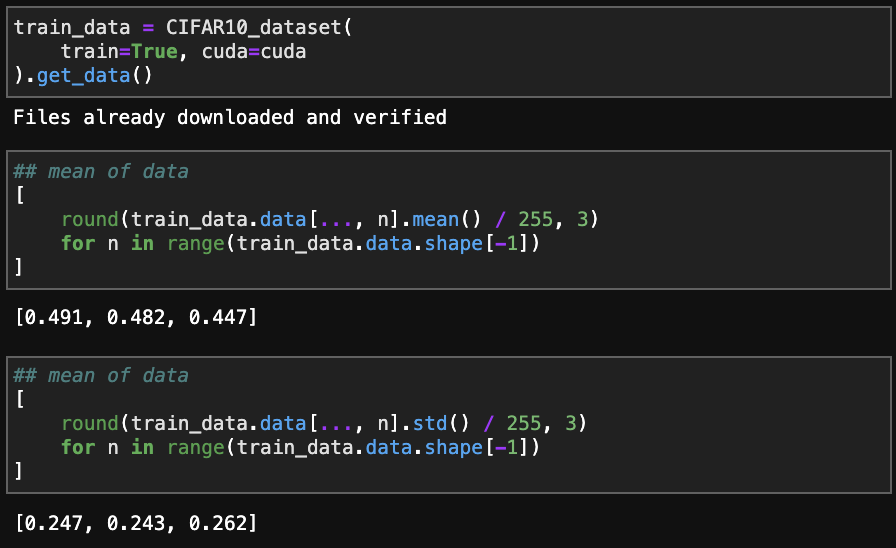 train_data = CIFAR10_dataset(
    train=True, cuda=cuda
).get_data()
Files already downloaded and verified
## mean of data
[
    round(train_data.data[..., n].mean() / 255, 3)
    for n in range(train_data.data.shape[-1])
]
[0.491, 0.482, 0.447]
## mean of data
[
    round(train_data.data[..., n].std() / 255, 3)
    for n in range(train_data.data.shape[-1])
]
[0.247, 0.243, 0.262]